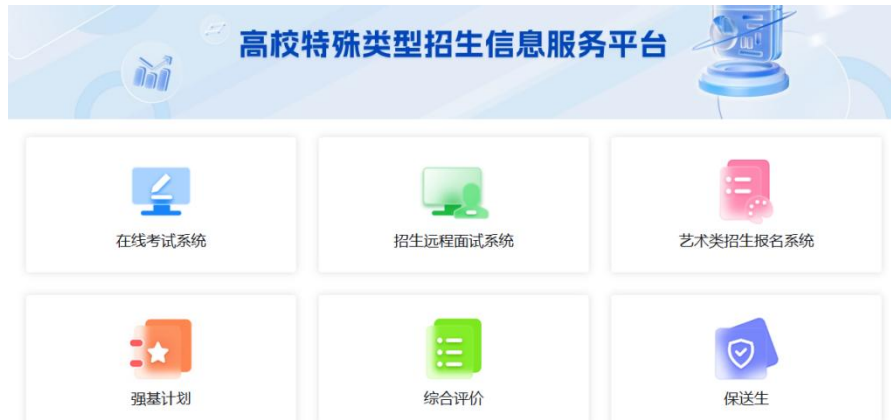 高校特殊类型招生信息服务平台
在线考试系统
招生远程面试系统
艺术类招生报名系统
强基计划
综合评价
保送生